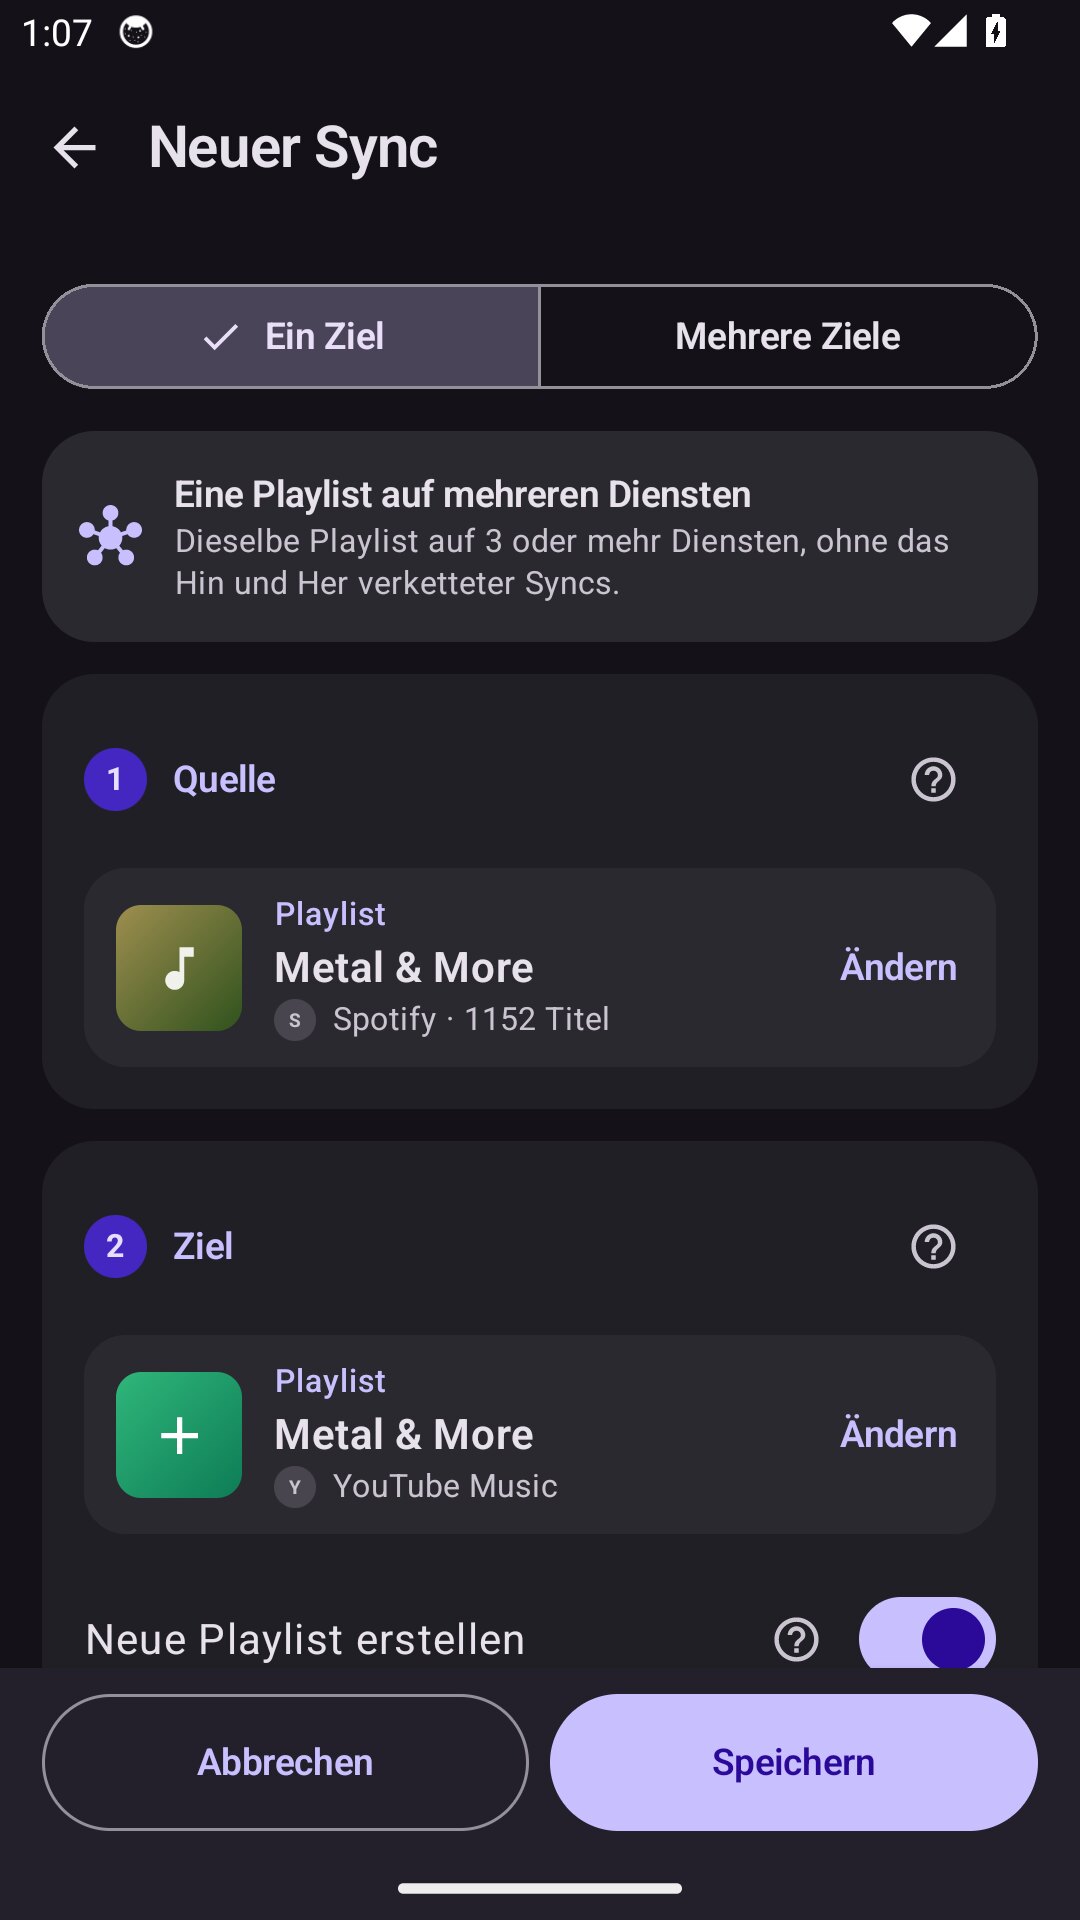 1:07
Neuer Sync
Ein Ziel
Mehrere Ziele
Eine Playlist auf mehreren Diensten
Dieselbe Playlist auf 3 oder mehr Diensten, ohne das
Hin und Her verketteter Syncs.
1 Quelle
Playlist
Metal & More
S Spotify · 1152 Titel
Ändern
2 Ziel
Playlist
Metal & More
Y YouTube Music
Ändern
Neue Playlist erstellen
Abbrechen
Speichern